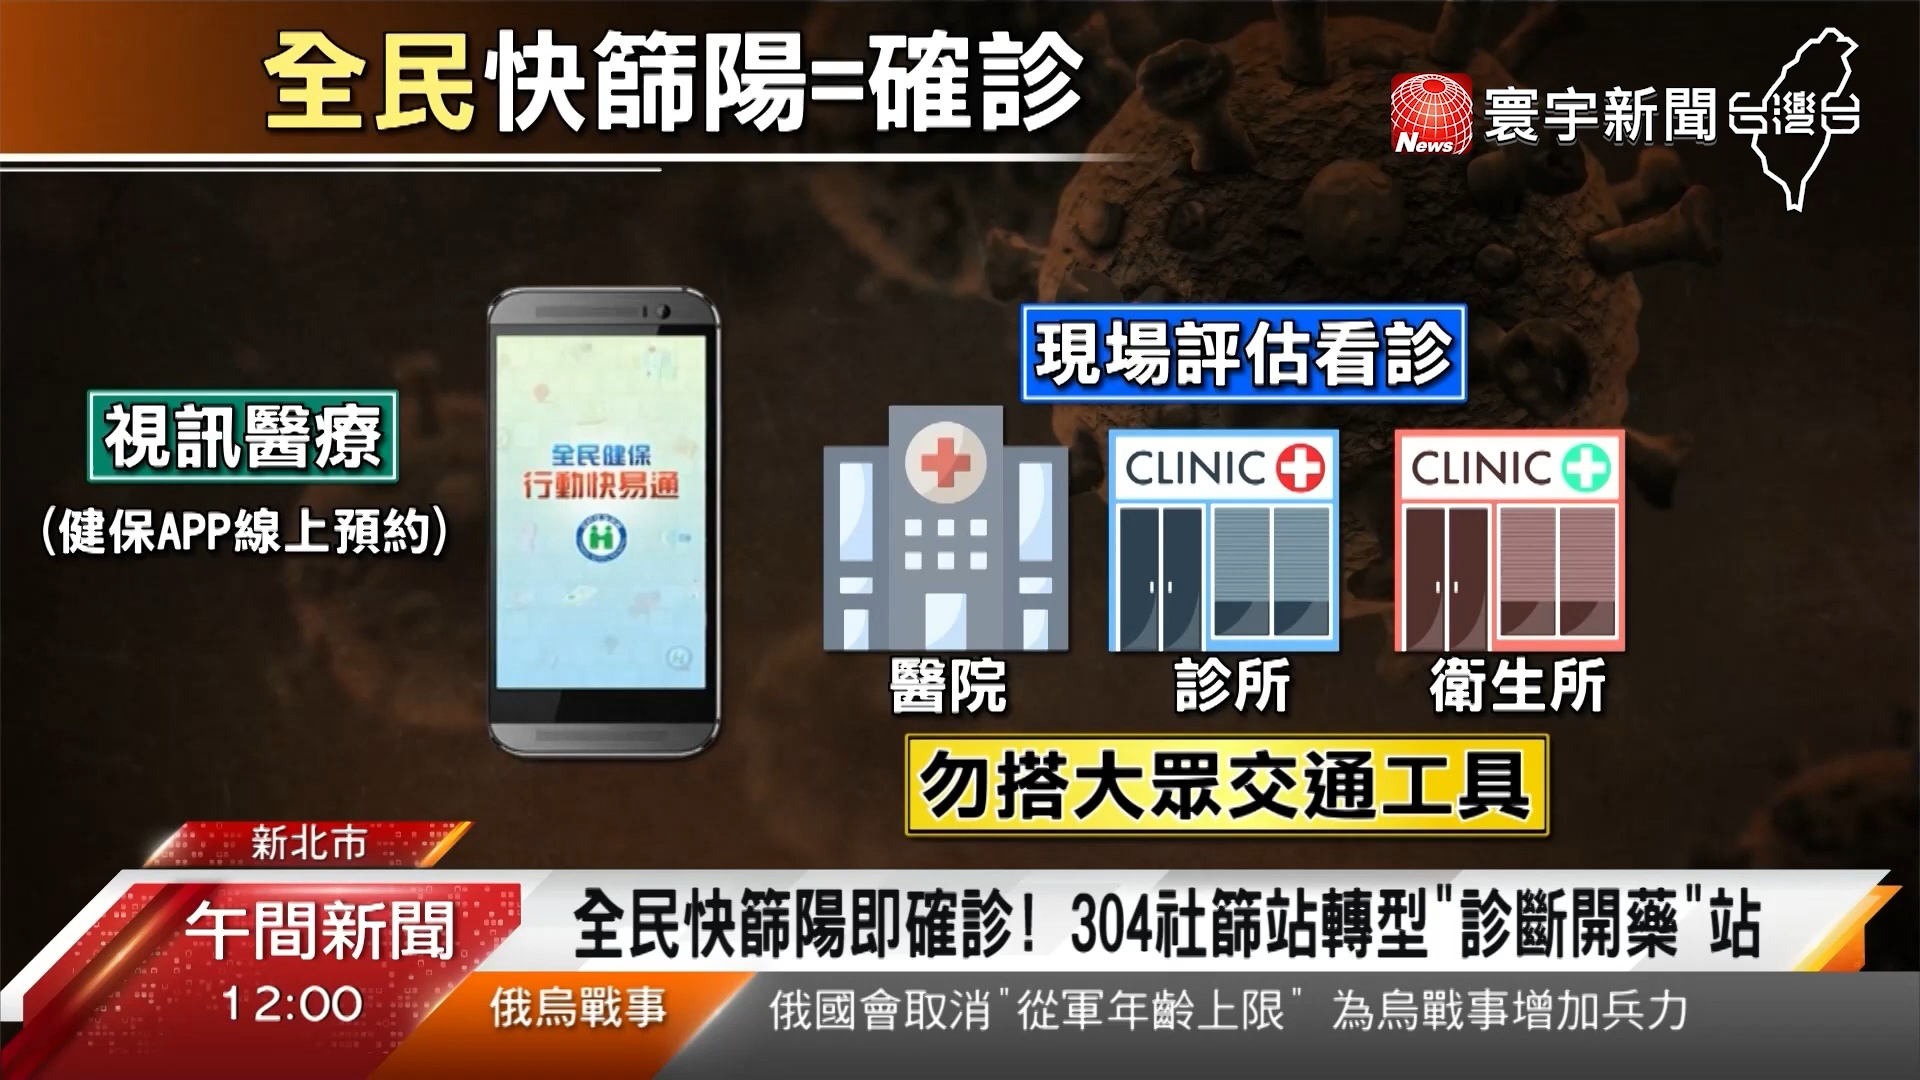 全民快篩陽=確診
News
寰宇新聞
台灣台
現場評估看診
視訊醫療
(健保APP線上預約)
全民健保
行動快易通
CLINIC
CLINIC
醫院
診所
衛生所
勿搭大眾交通工具
新北市
午間新聞
全民快篩陽即確診! 304社篩站轉型"診斷開藥"站
12:00
俄烏戰事
俄國會取消"從軍年齡上限" 為烏戰事增加兵力